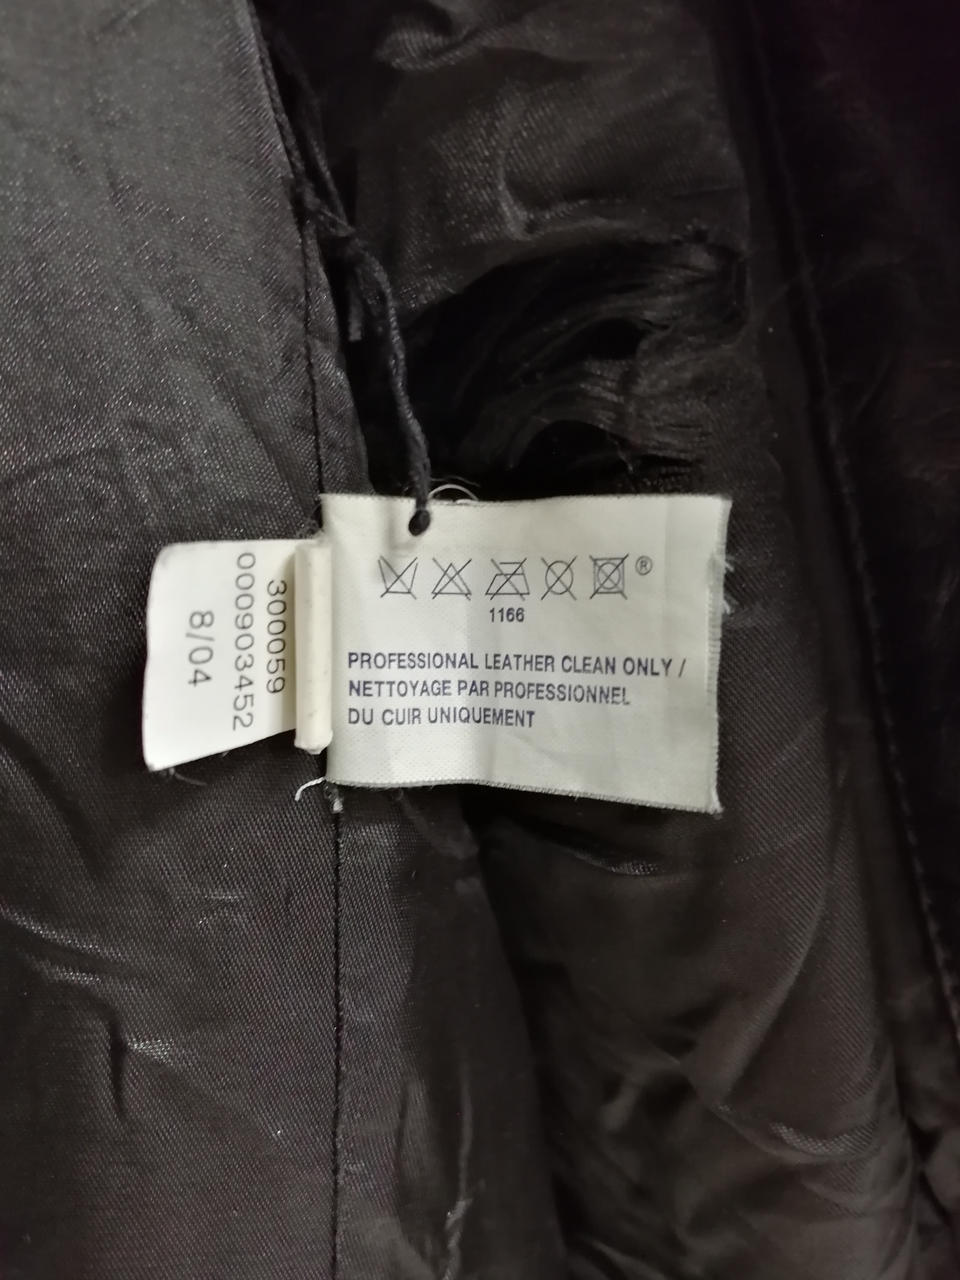 300059
000903452
8/04
®
1166
PROFESSIONAL LEATHER CLEAN ONLY /
NETTOYAGE PAR PROFESSIONNEL
DU CUIR UNIQUEMENT